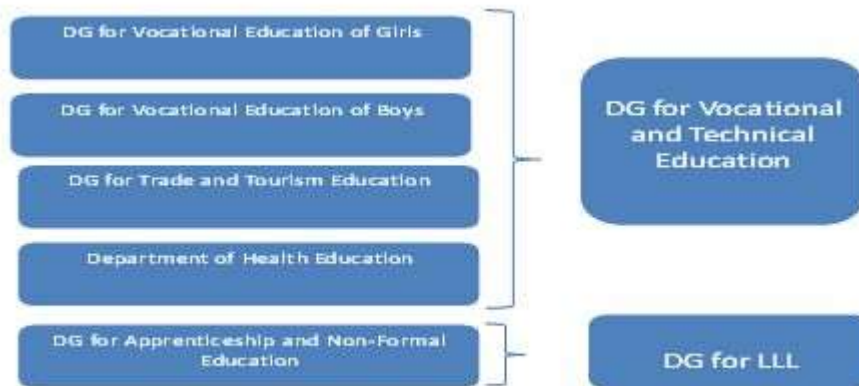 DG for Vocational Education of Girls
DG for Vocational Education of Boys
DG for Trade and Tourism Education
Department of Health Education
DG for Apprenticeship and Non-Formal
Education
DG for Vocational
and Technical
Education
DG for LLL